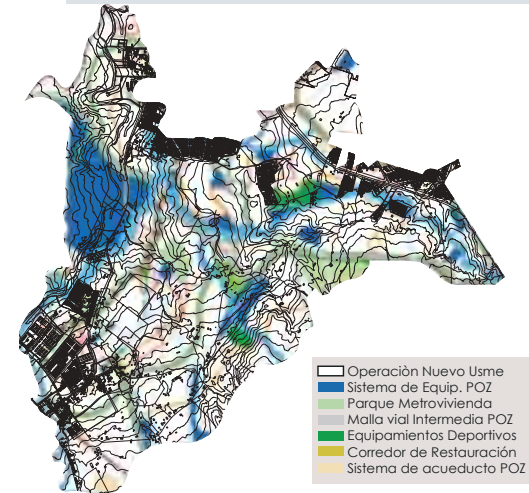 Operaciòn Nuevo Usme
Sistema de Equip. POZ
Parque Metrovivienda
Malla vial Intermedia POZ
Equipamientos Deportivos
Corredor de Restauración
Sistema de acueducto POZ